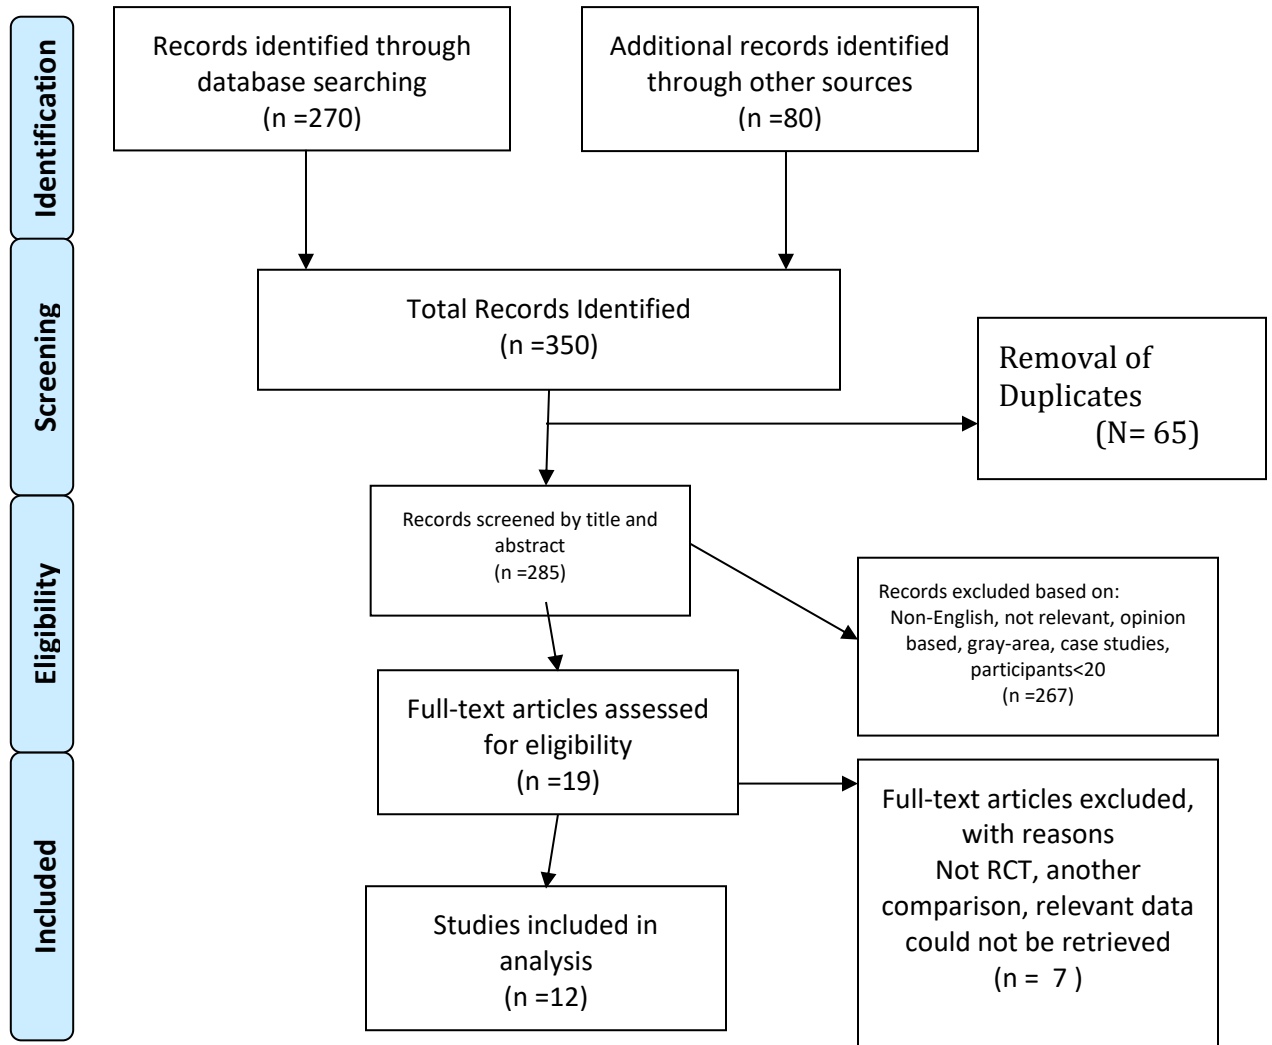 Identification
Records identified through
database searching
(n =270)
Additional records identified
through other sources
(n =80)
Screening
Total Records Identified
(n =350)
Removal of
Duplicates
(N= 65)
Eligibility
Records screened by title and
abstract
(n =285)
Records excluded based on:
Non-English, not relevant, opinion
based, gray-area, case studies,
participants<20
(n =267)
Full-text articles assessed
for eligibility
(n =19)
Full-text articles excluded,
with reasons
Not RCT, another
comparison, relevant data
could not be retrieved
(n = 7 )
Included
Studies included in
analysis
(n =12)